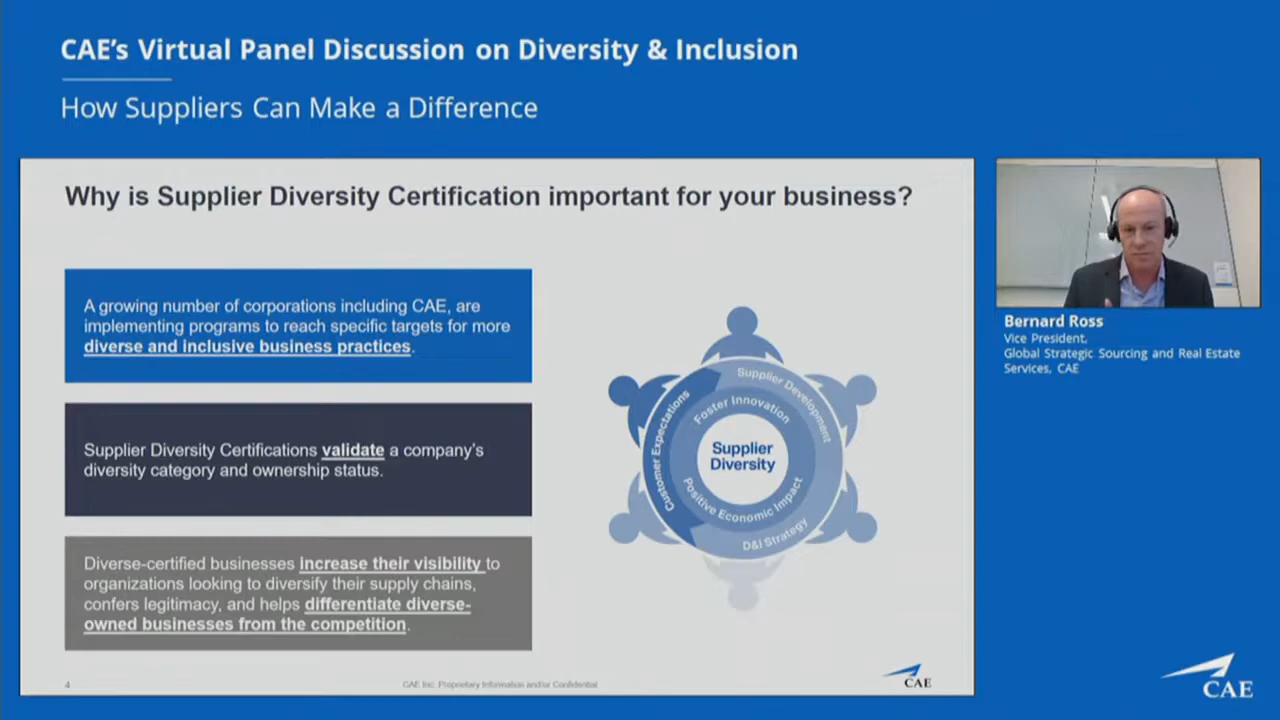 CAE’s Virtual Panel Discussion on Diversity & Inclusion
How Suppliers Can Make a Difference
Why is Supplier Diversity Certification important for your business?
A growing number of corporations including CAE, are
implementing programs to reach specific targets for more
diverse and inclusive business practices.
Supplier Diversity Certifications validate a company's
diversity category and ownership status.
Diverse-certified businesses increase their visibility to
organizations looking to diversify their supply chains,
confers legitimacy, and helps differentiate diverse-
owned businesses from the competition.
Customer Expectations
Supplier Development
Foster Innovation
Supplier
Diversity
Positive Economic Impact
D&I Strategy
4
CAE Inc. Proprietary Information and/or Confidential
CAE
Bernard Ross
Vice President,
Global Strategic Sourcing and Real Estate
Services, CAE
CAE